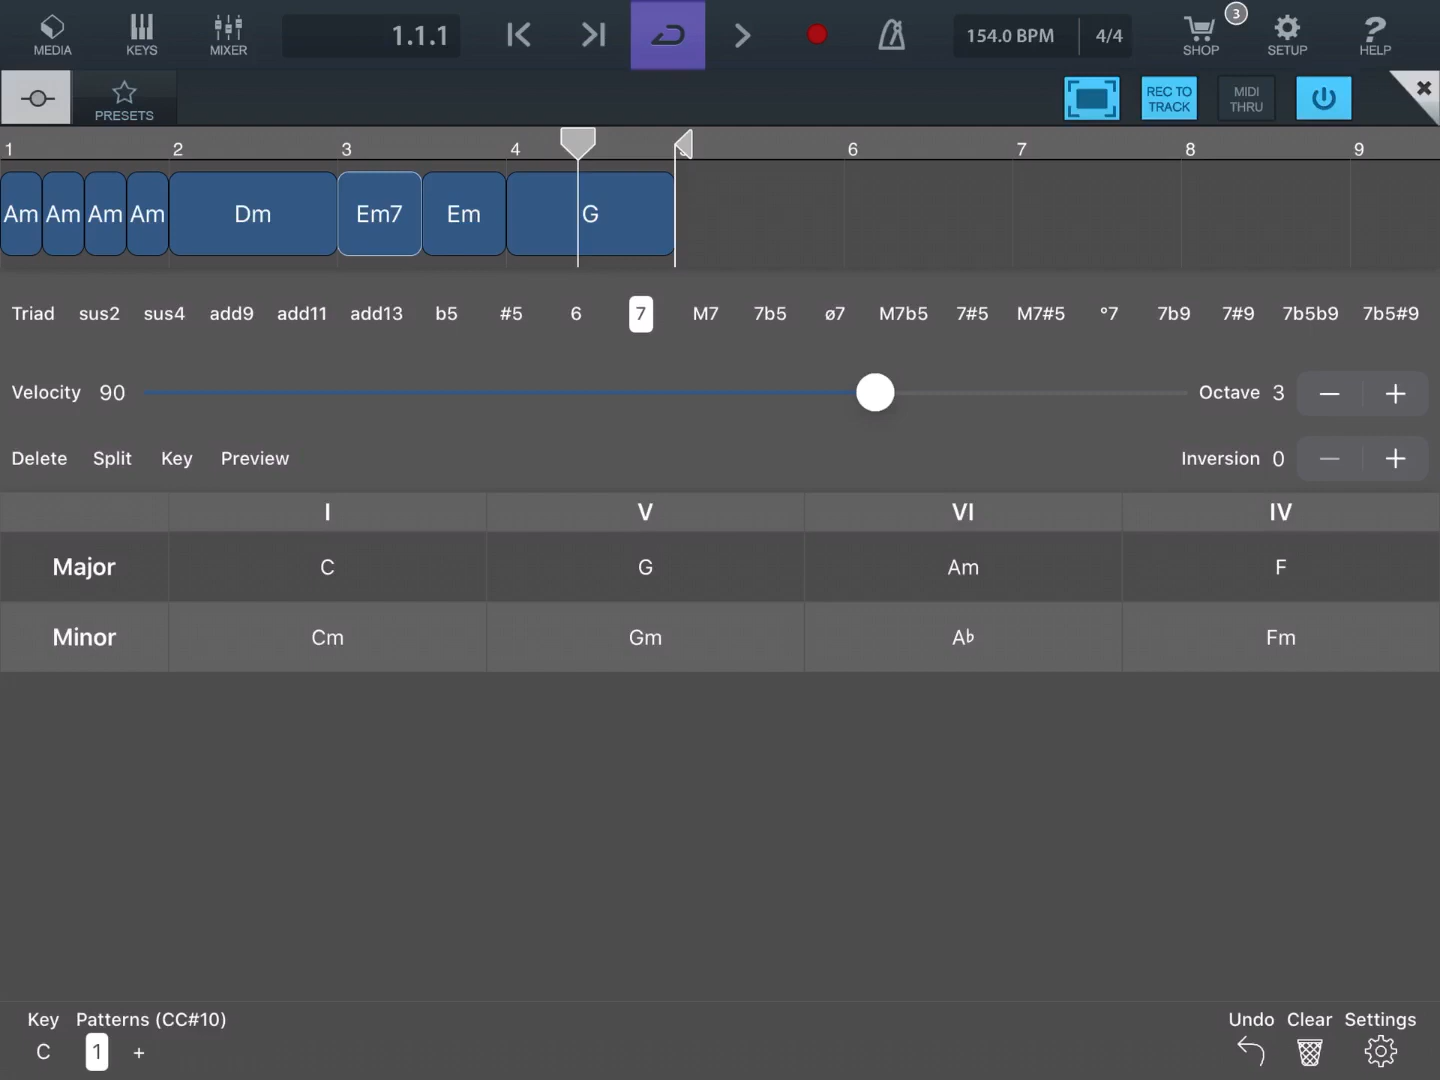 MEDIA KEYS MIXER 1.1.1 154.0 BPM 4/4 3 SHOP SETUP ? HELP
PRESETS REC TO TRACK MIDI THRU
1 2 3 4 6 7 8 9
Am Am Am Am Dm Em7 Em G
Triad sus2 sus4 add9 add11 add13 b5 #5 6 7 M7 7b5 ø7 M7b5 7#5 M7#5 °7 7b9 7#9 7b5b9 7b5#9
Velocity 90 Octave 3 − +
Delete Split Key Preview Inversion 0 − +
I V VI IV
Major C G Am F
Minor Cm Gm A♭ Fm
Key Patterns (CC#10) Undo Clear Settings
C 1 +